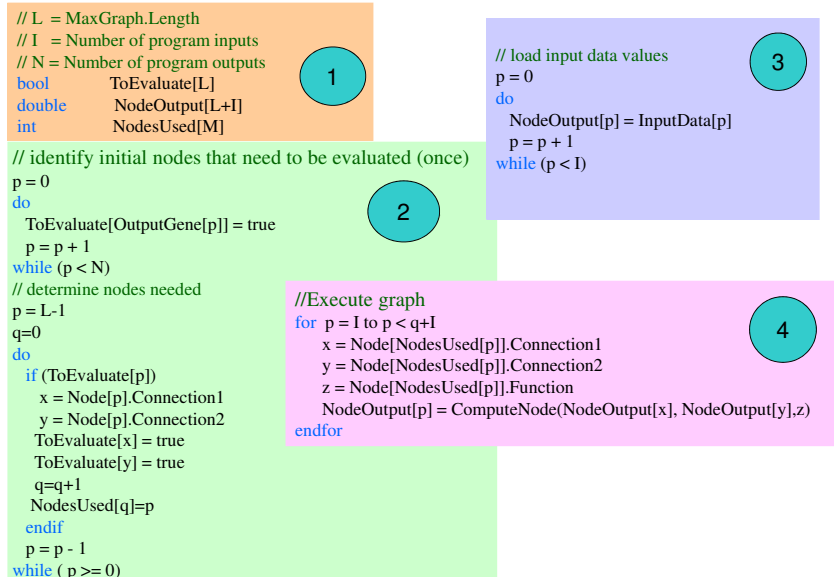 // L = MaxGraph.Length
// I = Number of program inputs
// N = Number of program outputs
bool ToEvaluate[L]
double NodeOutput[L+I]
int NodesUsed[M]
1
// identify initial nodes that need to be evaluated (once)
p = 0
do
ToEvaluate[OutputGene[p]] = true
p = p + 1
while (p < N)
// determine nodes needed
p = L-1
q=0
do
if (ToEvaluate[p])
x = Node[p].Connection1
y = Node[p].Connection2
ToEvaluate[x] = true
ToEvaluate[y] = true
q=q+1
NodesUsed[q]=p
endif
p = p - 1
while ( p >= 0)
2
// load input data values
p = 0
do
NodeOutput[p] = InputData[p]
p = p + 1
while (p < I)
3
//Execute graph
for p = I to p < q+I
x = Node[NodesUsed[p]].Connection1
y = Node[NodesUsed[p]].Connection2
z = Node[NodesUsed[p]].Function
NodeOutput[p] = ComputeNode(NodeOutput[x], NodeOutput[y],z)
endfor
4